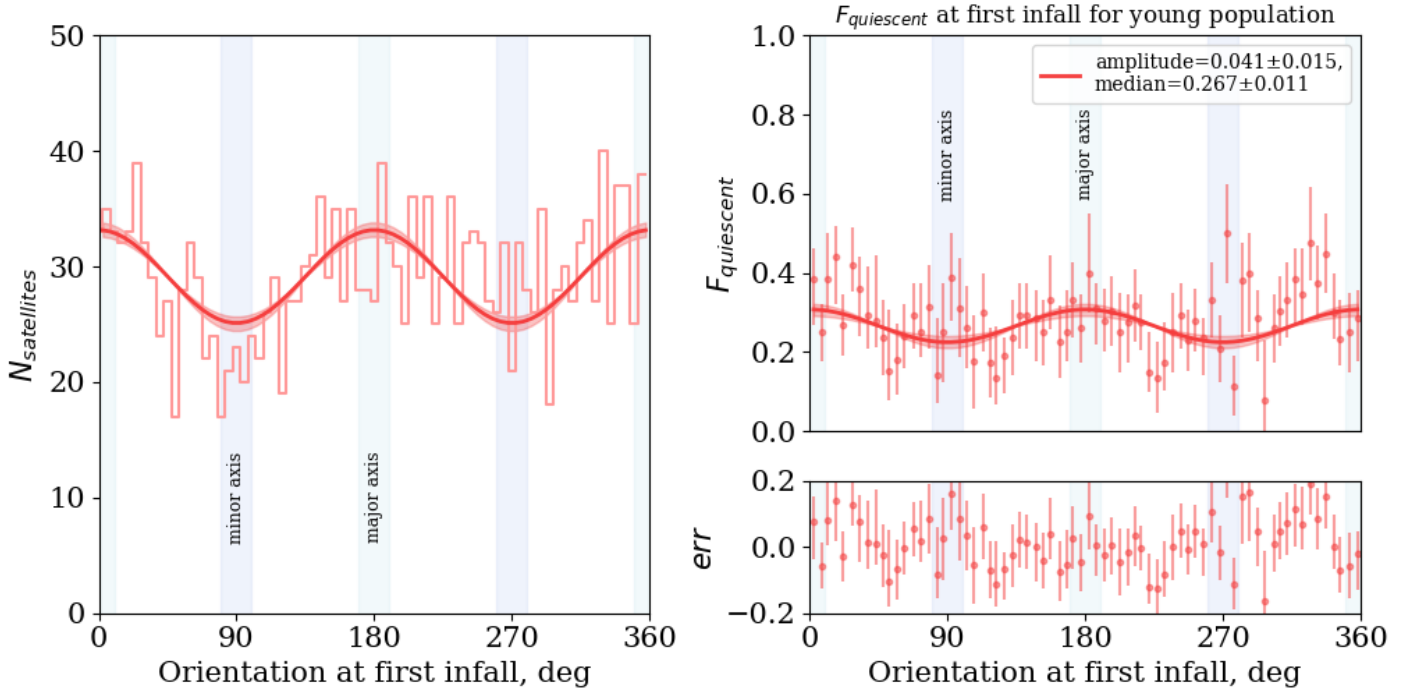 50
40
30
20
10
0
N_satellites
minor axis
major axis
0 90 180 270 360
Orientation at first infall, deg
F_quiescent at first infall for young population
amplitude=0.041±0.015,
median=0.267±0.011
1.0
0.8
0.6
0.4
0.2
0.0
F_quiescent
minor axis
major axis
0.2
0.0
−0.2
err
0 90 180 270 360
Orientation at first infall, deg